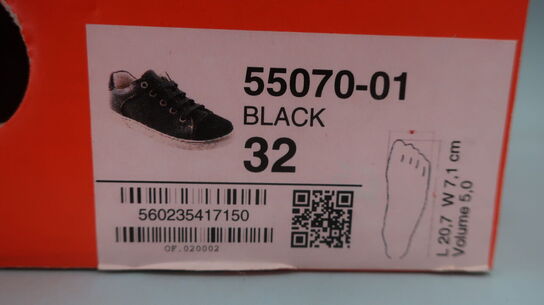 55070-01
BLACK
32
560235417150
OF.020002
L 20,7 W 7,1 cm
Volume 5,0